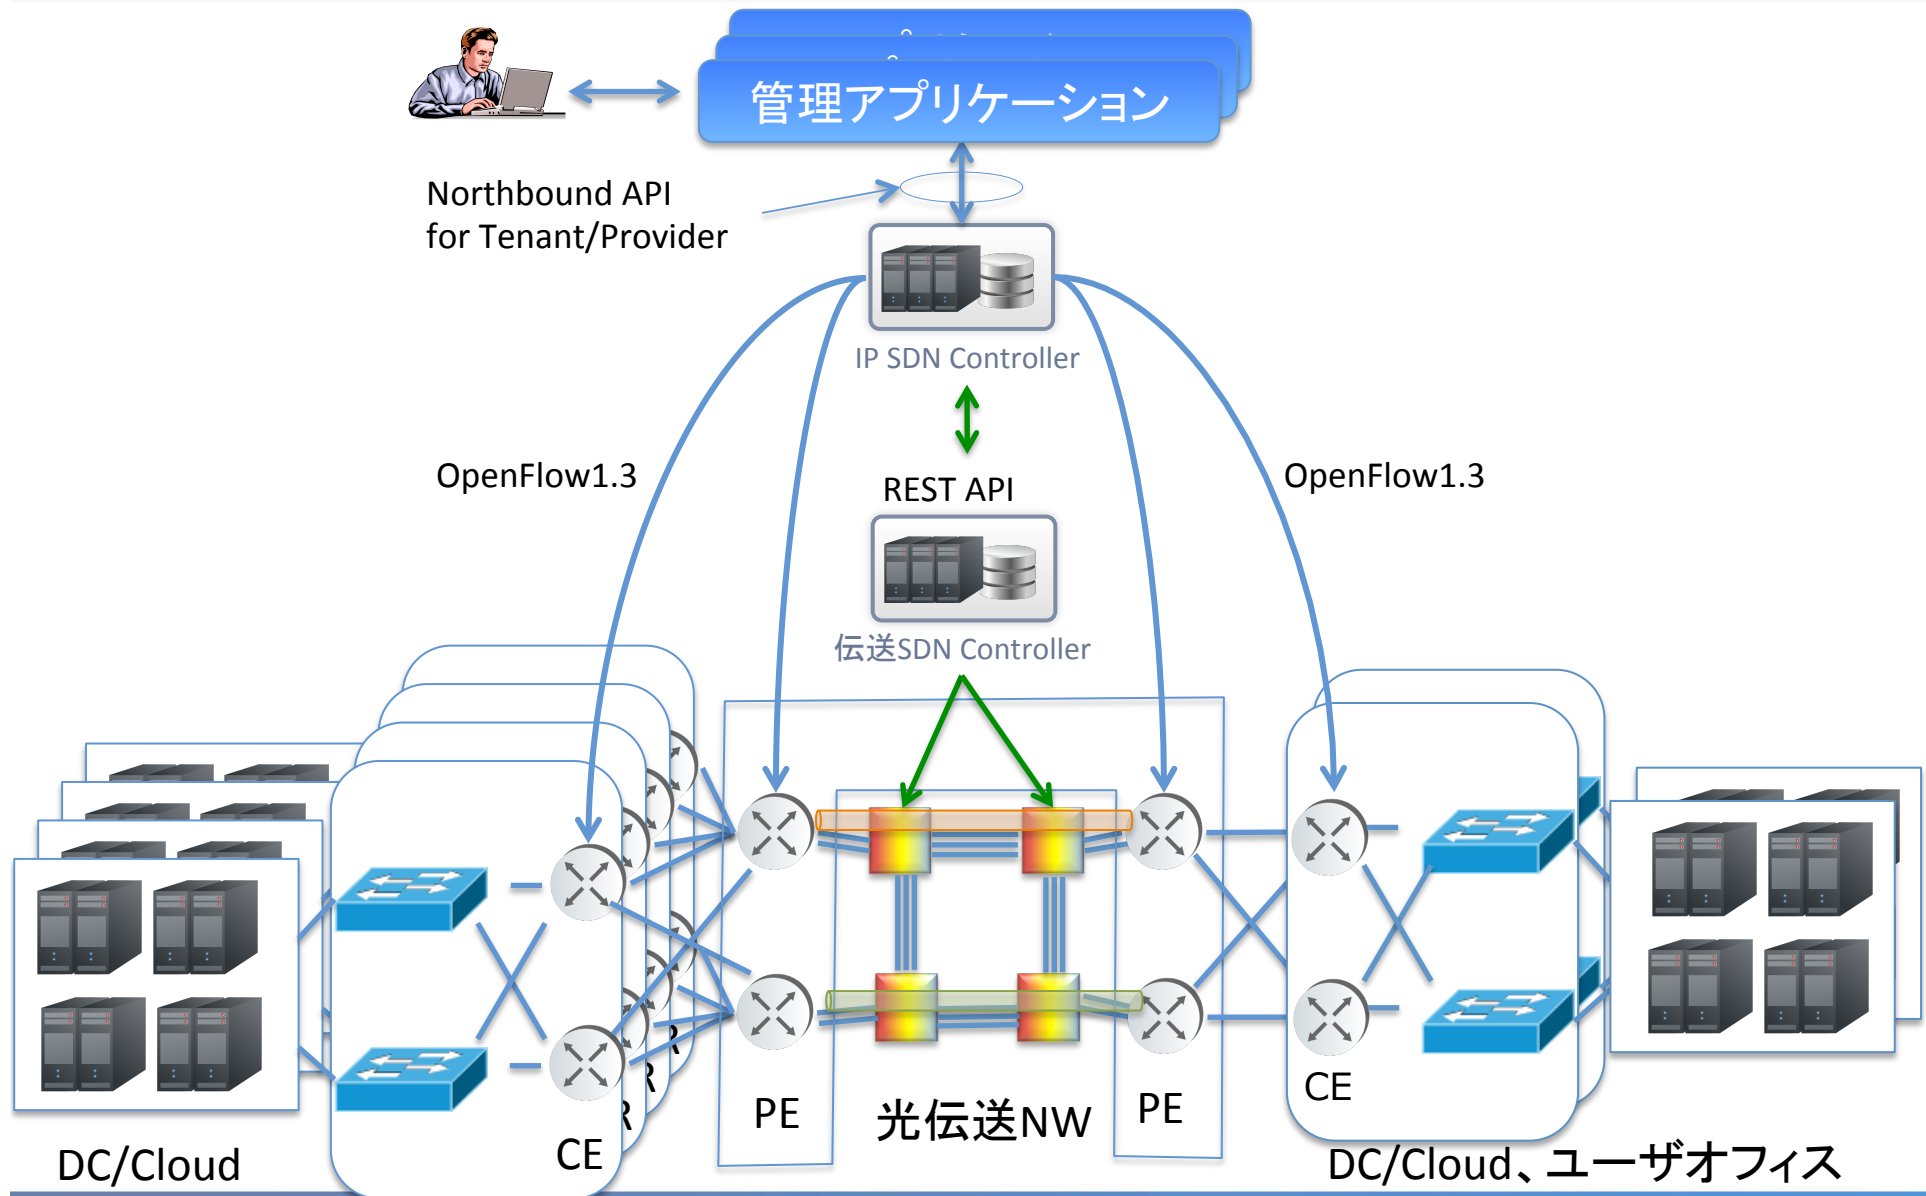 管理アプリケーション
Northbound API
for Tenant/Provider
IP SDN Controller
OpenFlow1.3
OpenFlow1.3
REST API
伝送SDN Controller
R
R
R
CE
PE
光伝送NW
PE
CE
DC/Cloud
DC/Cloud、ユーザオフィス